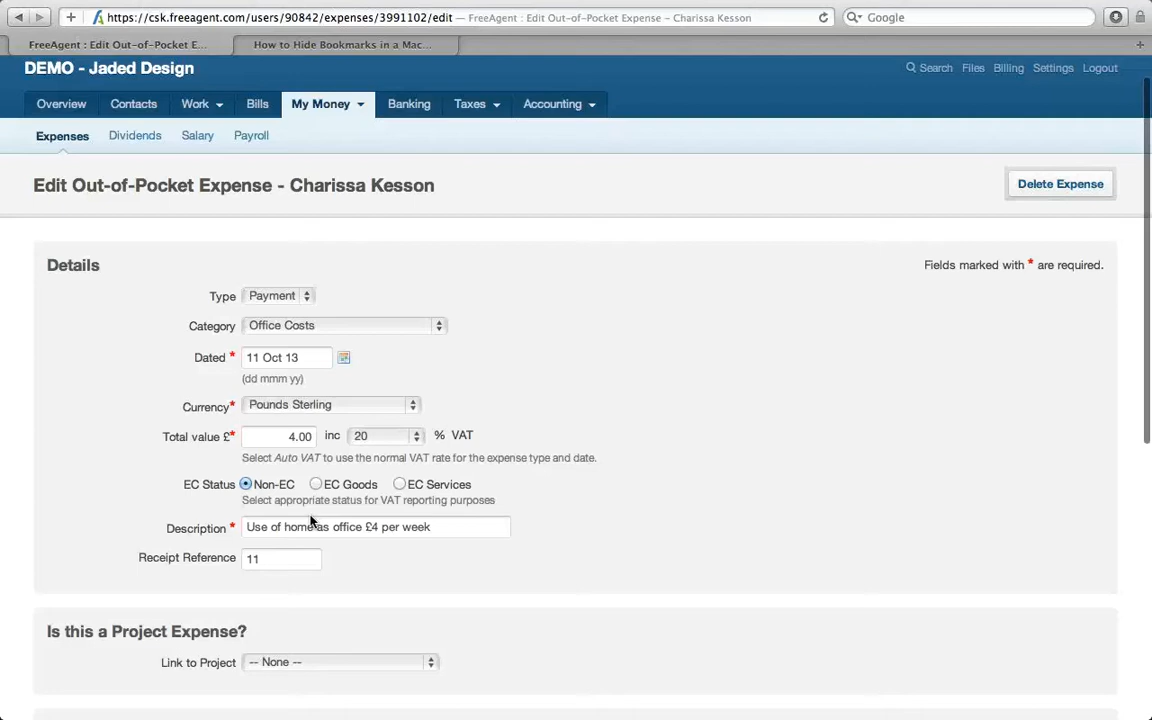 https://csk.freeagent.com/users/90842/expenses/3991102/edit — FreeAgent : Edit Out-of-Pocket Expense – Charissa Kesson
Google
FreeAgent : Edit Out-of-Pocket E...
How to Hide Bookmarks in a Mac...
DEMO - Jaded Design
Search Files Billing Settings Logout
Overview Contacts Work Bills My Money Banking Taxes Accounting
Expenses Dividends Salary Payroll
Edit Out-of-Pocket Expense - Charissa Kesson
Delete Expense
Details
Fields marked with * are required.
Type Payment
Category Office Costs
Dated * 11 Oct 13
(dd mmm yy)
Currency* Pounds Sterling
Total value £* 4.00 inc 20 % VAT
Select Auto VAT to use the normal VAT rate for the expense type and date.
EC Status Non-EC EC Goods EC Services
Select appropriate status for VAT reporting purposes
Description * Use of home as office £4 per week
Receipt Reference 11
Is this a Project Expense?
Link to Project -- None --